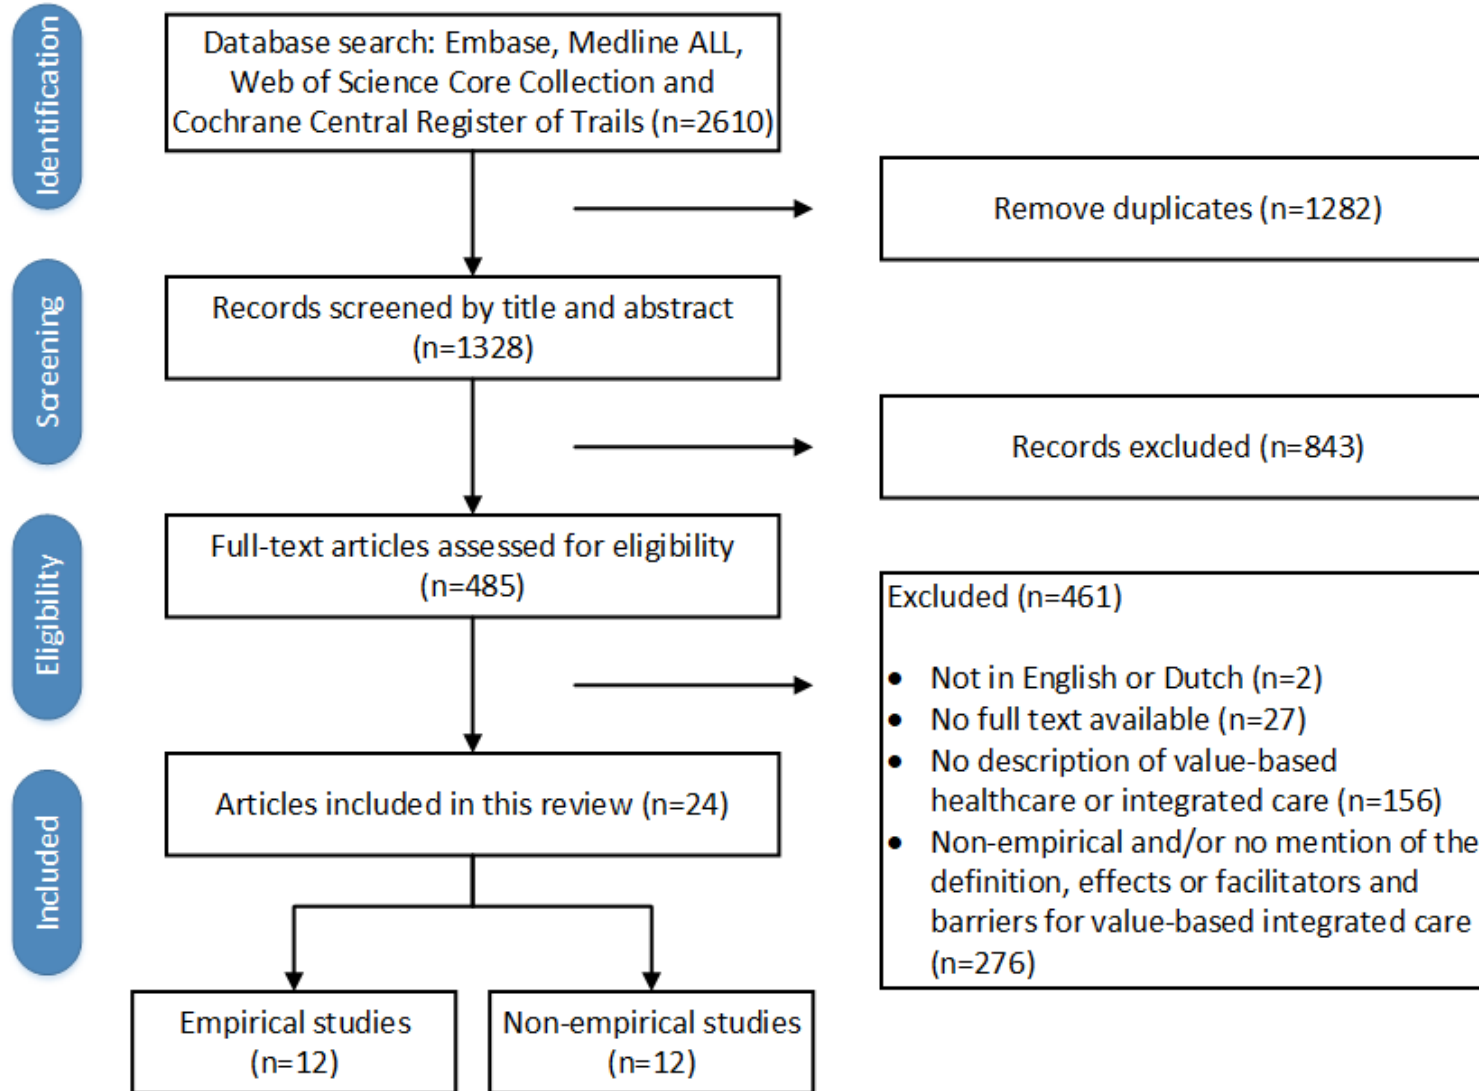 Identification
Database search: Embase, Medline ALL,
Web of Science Core Collection and
Cochrane Central Register of Trails (n=2610)
Remove duplicates (n=1282)
Screening
Records screened by title and abstract
(n=1328)
Records excluded (n=843)
Eligibility
Full-text articles assessed for eligibility
(n=485)
Excluded (n=461)
• Not in English or Dutch (n=2)
• No full text available (n=27)
• No description of value-based
healthcare or integrated care (n=156)
• Non-empirical and/or no mention of the
definition, effects or facilitators and
barriers for value-based integrated care
(n=276)
Included
Articles included in this review (n=24)
Empirical studies
(n=12)
Non-empirical studies
(n=12)